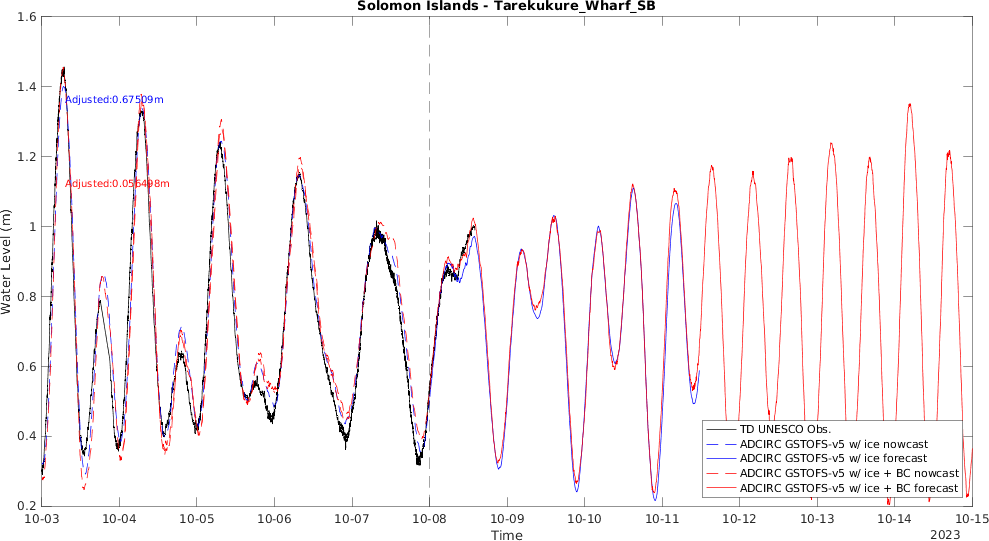 Solomon Islands - Tarekukure_Wharf_SB
1.6
1.4
1.2
1
0.8
0.6
0.4
0.2
Water Level (m)
Adjusted:0.67509m
Adjusted:0.056498m
TD UNESCO Obs.
ADCIRC GSTOFS-v5 w/ ice nowcast
ADCIRC GSTOFS-v5 w/ ice forecast
ADCIRC GSTOFS-v5 w/ ice + BC nowcast
ADCIRC GSTOFS-v5 w/ ice + BC forecast
10-03 10-04 10-05 10-06 10-07 10-08 10-09 10-10 10-11 10-12 10-13 10-14 10-15
Time
2023